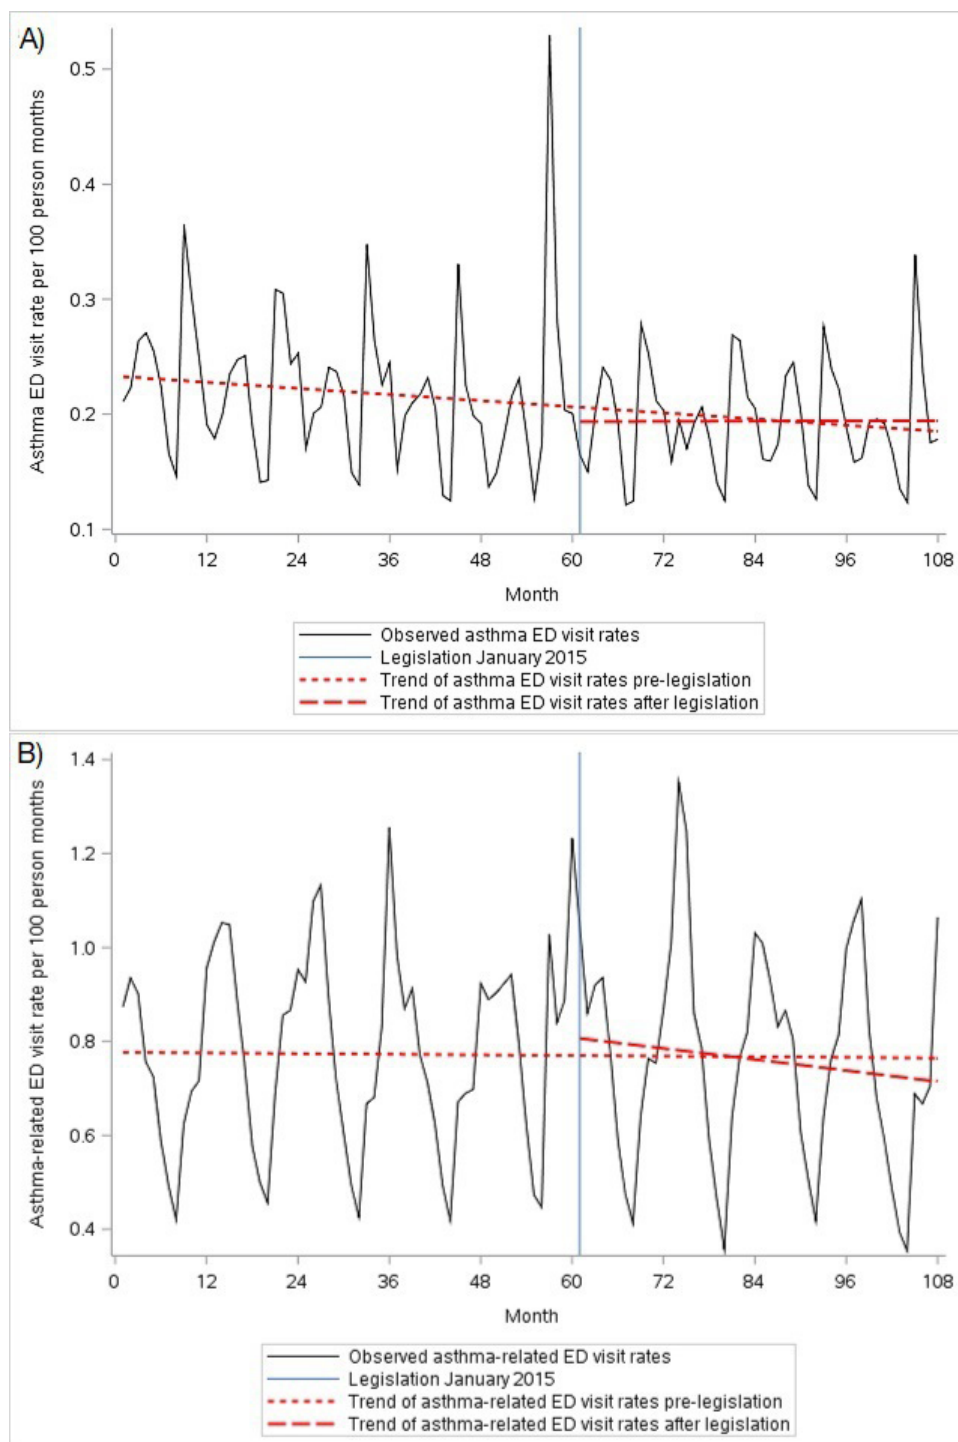 A)
Asthma ED visit rate per 100 person months
0.5
0.4
0.3
0.2
0.1
0 12 24 36 48 60 72 84 96 108
Month
Observed asthma ED visit rates
Legislation January 2015
Trend of asthma ED visit rates pre-legislation
Trend of asthma ED visit rates after legislation
B)
Asthma-related ED visit rate per 100 person months
1.4
1.2
1.0
0.8
0.6
0.4
0 12 24 36 48 60 72 84 96 108
Month
Observed asthma-related ED visit rates
Legislation January 2015
Trend of asthma-related ED visit rates pre-legislation
Trend of asthma-related ED visit rates after legislation